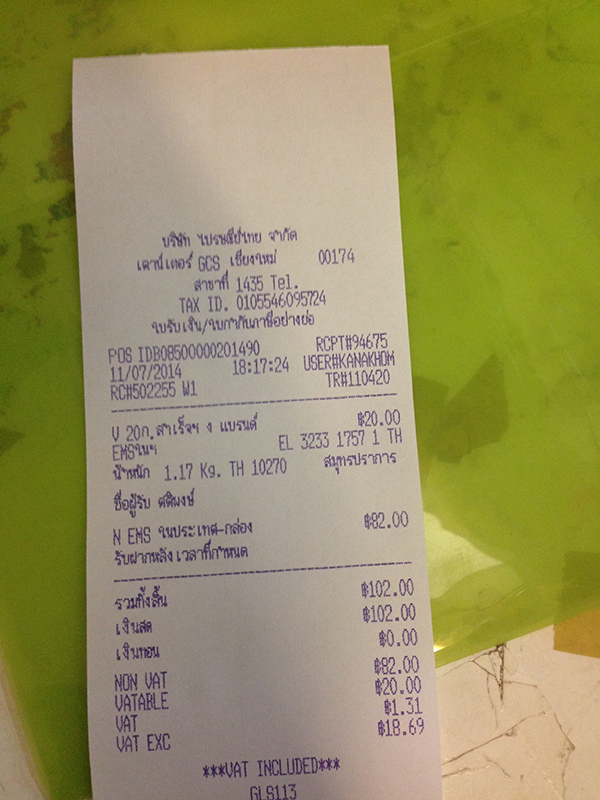 บริษัท ไปรษณีย์ไทย จำกัด
เคาน์เตอร์ GCS เชียงใหม่ 00174
สาขาที่ 1435 Tel.
TAX ID. 0105546095724
ใบรับเงิน/ใบกำกับภาษีอย่างย่อ
POS IDB08500000201490 RCPT#94675
11/07/2014 18:17:24 USER#KANAKHOM
RC#502255 W1 TR#110420
V 20ก.สำเร็จฯ ง แบรนด์ ฿20.00
EMSในฯ EL 3233 1757 1 TH
น้ำหนัก 1.17 Kg. TH 10270 สมุทรปราการ
ชื่อผู้รับ
N EMS ในประเทศ-กล่อง ฿82.00
รับฝากหลังเวลาที่กำหนด
รวมทั้งสิ้น ฿102.00
เงินสด ฿102.00
เงินทอน ฿0.00
NON VAT ฿82.00
VATABLE ฿20.00
VAT ฿1.31
VAT EXC ฿18.69
***VAT INCLUDED***
GLS113